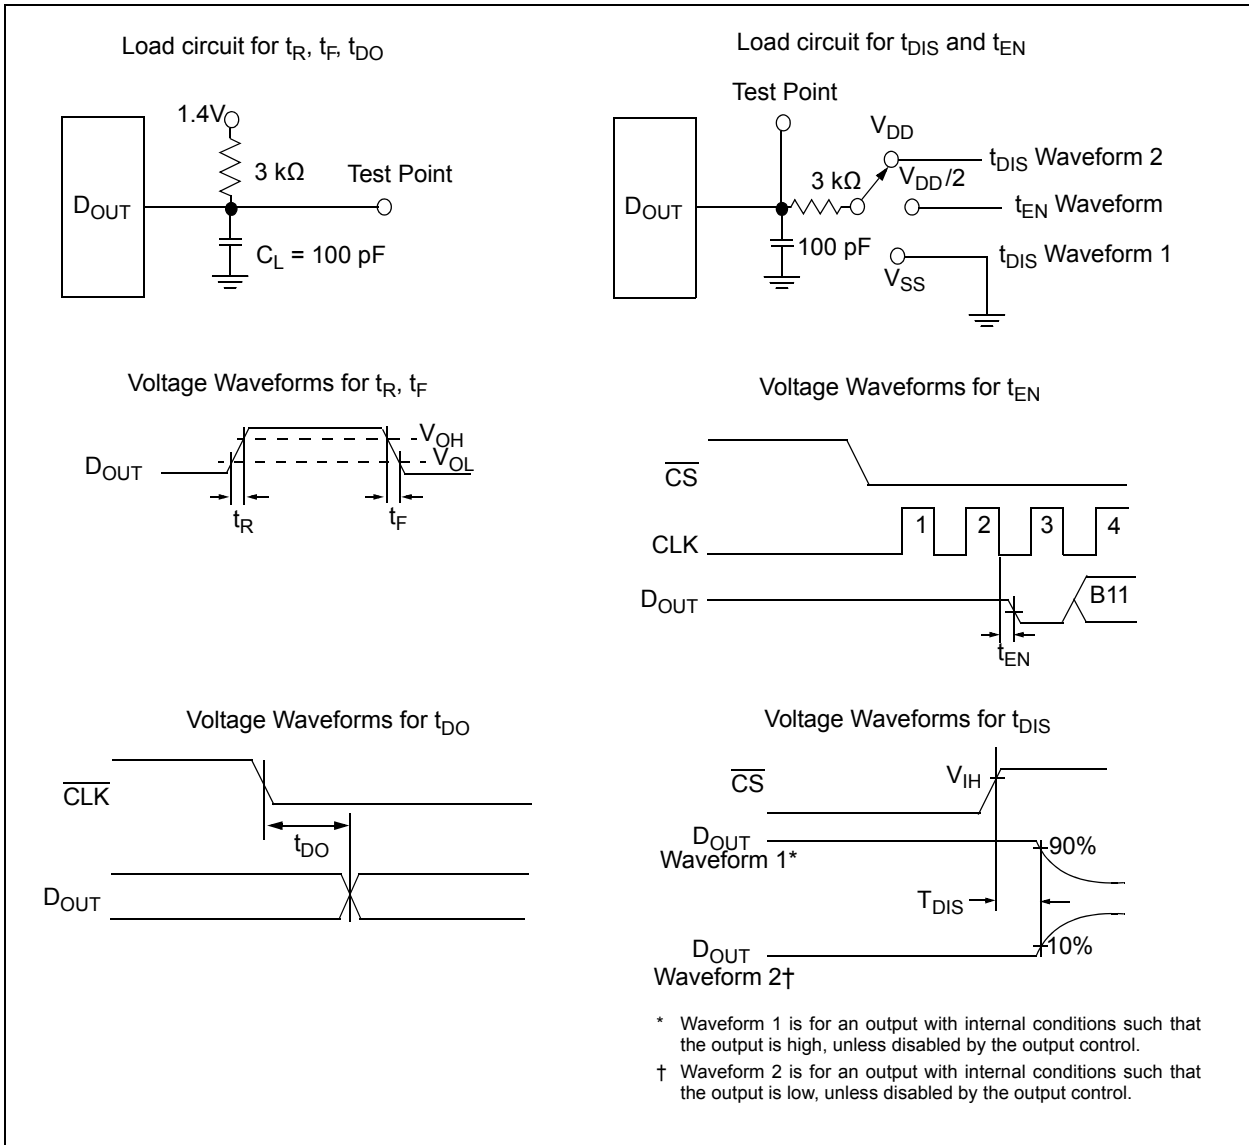 Load circuit for tR, tF, tDO
1.4V
3 kΩ
Test Point
DOUT
CL = 100 pF
Load circuit for tDIS and tEN
Test Point
VDD
tDIS Waveform 2
3 kΩ
VDD/2
DOUT
tEN Waveform
100 pF
tDIS Waveform 1
VSS
Voltage Waveforms for tR, tF
VOH
VOL
DOUT
tR
tF
Voltage Waveforms for tEN
CS
1 2 3 4
CLK
DOUT
B11
tEN
Voltage Waveforms for tDO
CLK
tDO
DOUT
Voltage Waveforms for tDIS
VIH
CS
DOUT
Waveform 1*
90%
TDIS
DOUT
10%
Waveform 2†
* Waveform 1 is for an output with internal conditions such that
the output is high, unless disabled by the output control.
† Waveform 2 is for an output with internal conditions such that
the output is low, unless disabled by the output control.